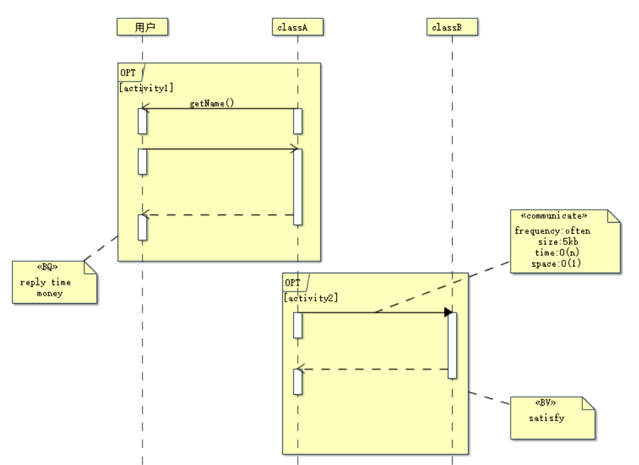 用户
classA
classB
OPT
[activity1]
getName()
«communicate»
frequency:often
size:5kb
time:O(n)
space:O(1)
«BQ»
reply time
money
OPT
[activity2]
«BV»
satisfy